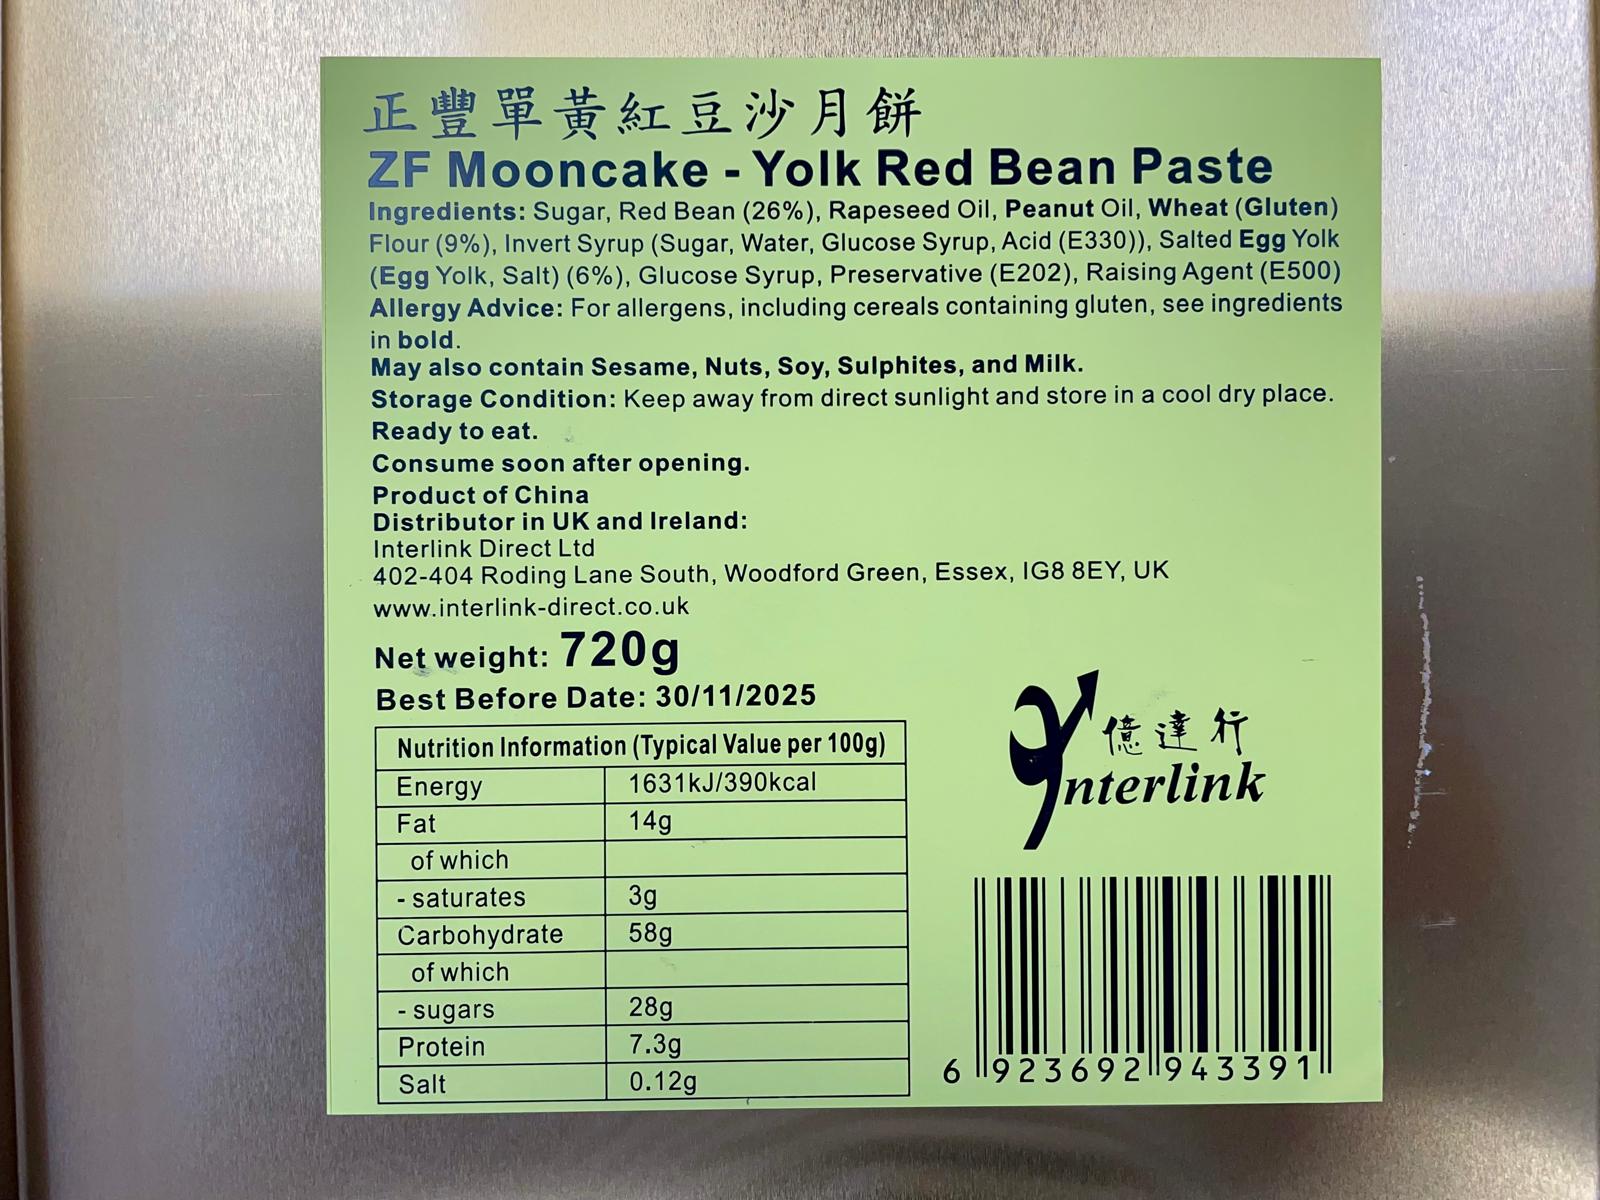 正豐單黃紅豆沙月餅
ZF Mooncake - Yolk Red Bean Paste
Ingredients: Sugar, Red Bean (26%), Rapeseed Oil, Peanut Oil, Wheat (Gluten)
Flour (9%), Invert Syrup (Sugar, Water, Glucose Syrup, Acid (E330)), Salted Egg Yolk
(Egg Yolk, Salt) (6%), Glucose Syrup, Preservative (E202), Raising Agent (E500)
Allergy Advice: For allergens, including cereals containing gluten, see ingredients
in bold.
May also contain Sesame, Nuts, Soy, Sulphites, and Milk.
Storage Condition: Keep away from direct sunlight and store in a cool dry place.
Ready to eat.
Consume soon after opening.
Product of China
Distributor in UK and Ireland:
Interlink Direct Ltd
402-404 Roding Lane South, Woodford Green, Essex, IG8 8EY, UK
www.interlink-direct.co.uk
Net weight: 720g
Best Before Date: 30/11/2025
Nutrition Information (Typical Value per 100g)
Energy 1631kJ/390kcal
Fat 14g
of which
- saturates 3g
Carbohydrate 58g
of which
- sugars 28g
Protein 7.3g
Salt 0.12g
億達行
Interlink
6 923692 943391